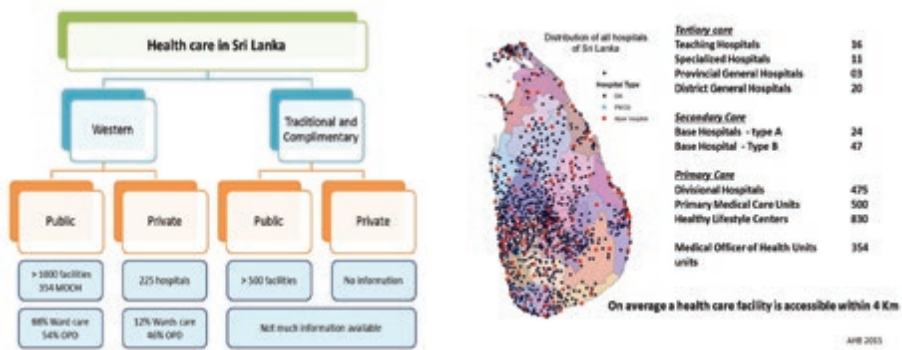 Health care in Sri Lanka
Western
Traditional and
Complimentary
Public
Private
Public
Private
> 1000 facilities
354 MOOH
225 hospitals
> 500 facilities
No information
88% Ward care
54% OPD
12% Wards care
46% OPD
Not much information available
Distribution of all hospitals
of Sri Lanka
Hospital Type
Tertiary care
Teaching Hospitals 16
Specialized Hospitals 11
Provincial General Hospitals 03
District General Hospitals 20
Secondary Care
Base Hospitals - type A 24
Base Hospital - Type B 47
Primary Care
Divisional Hospitals 475
Primary Medical Care Units 500
Healthy Lifestyle Centers 830
Medical Officer of Health Units 354
units
On average a health care facility is accessible within 4 Km
AHB 2015